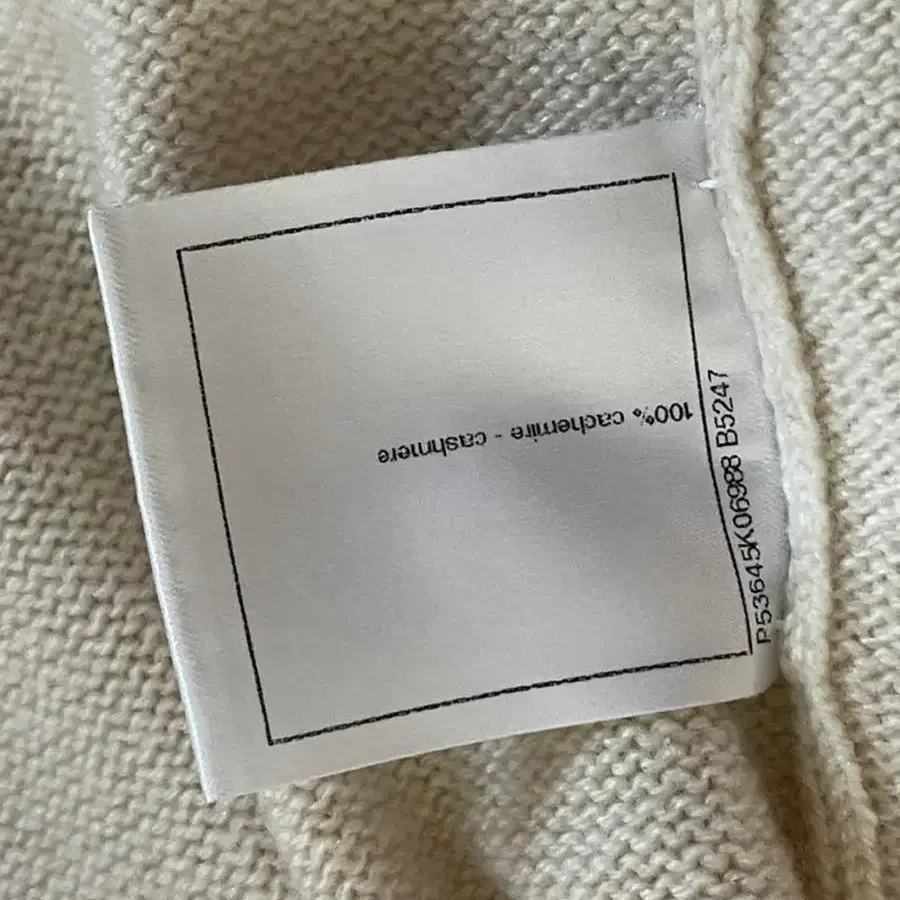 100% cachemire - cashmere
P53645K06988 B5247